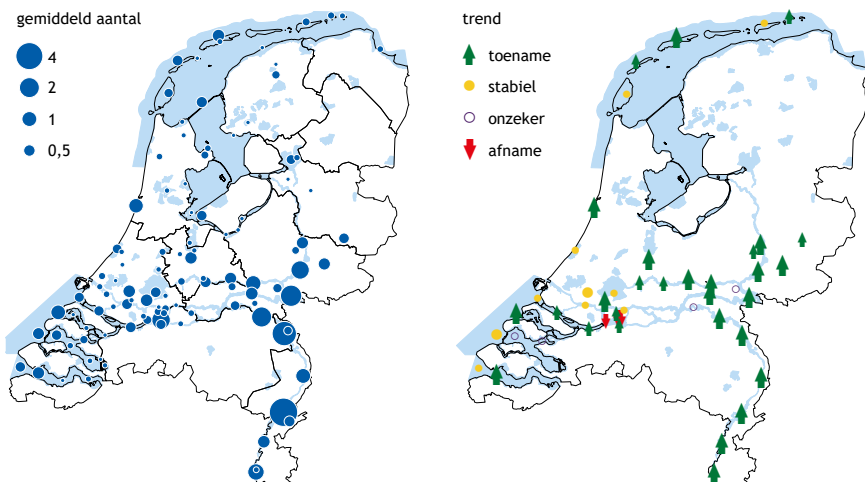 gemiddeld aantal
4
2
1
0,5
trend
toename
stabiel
onzeker
afname